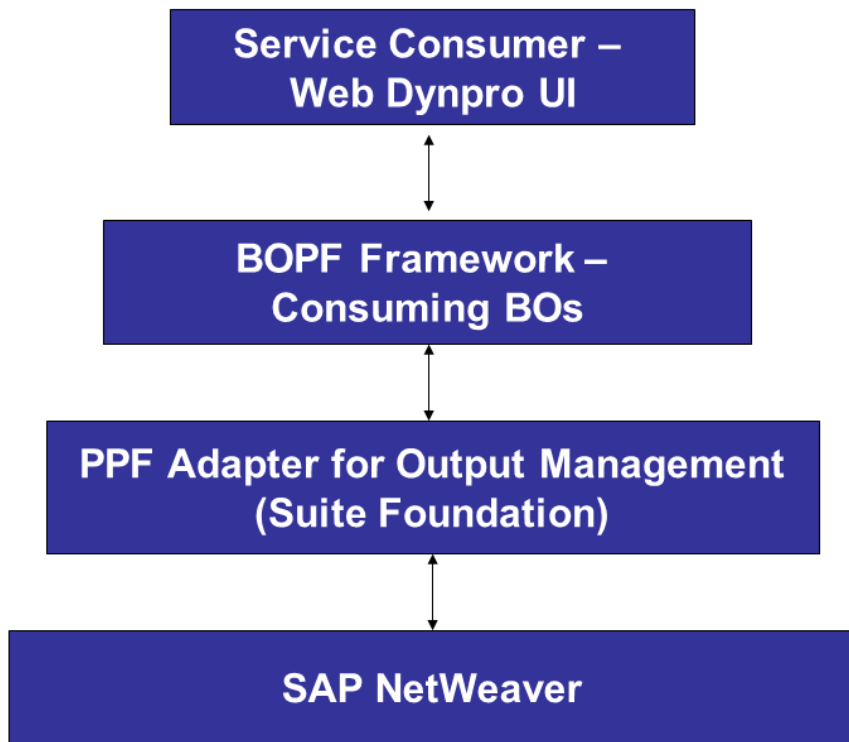 Service Consumer –
Web Dynpro UI
BOPF Framework –
Consuming BOs
PPF Adapter for Output Management
(Suite Foundation)
SAP NetWeaver